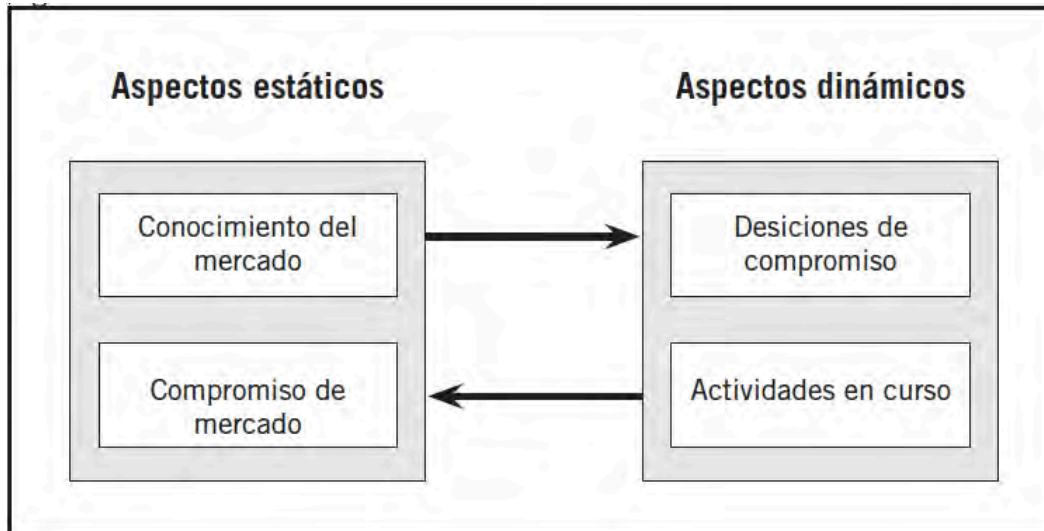 Aspectos estáticos
Aspectos dinámicos
Conocimiento del
mercado
Desiciones de
compromiso
Compromiso de
mercado
Actividades en curso